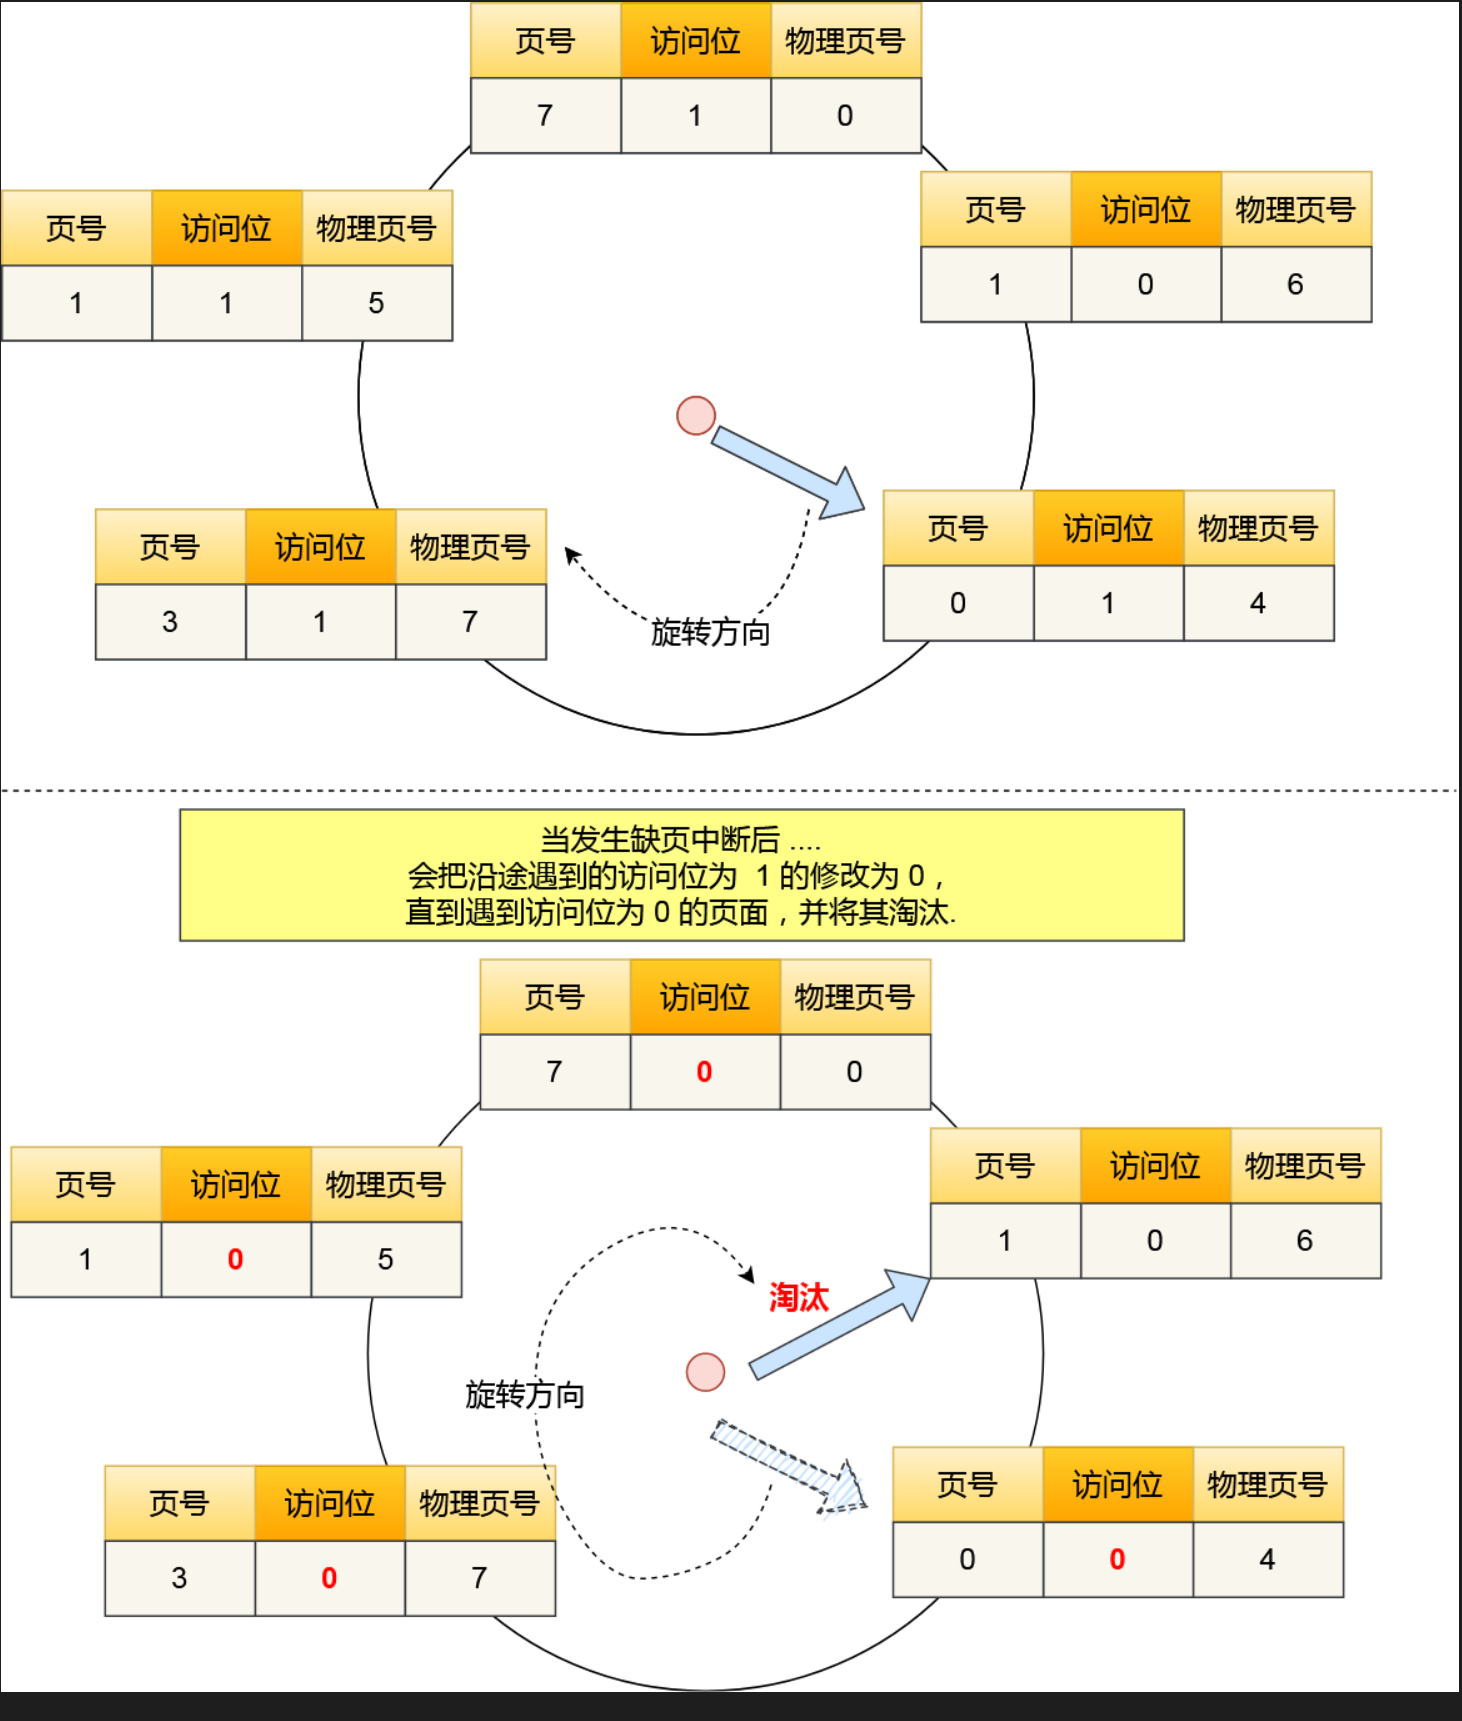 页号 访问位 物理页号
7 1 0
页号 访问位 物理页号
1 1 5
页号 访问位 物理页号
1 0 6
页号 访问位 物理页号
3 1 7
页号 访问位 物理页号
0 1 4
旋转方向
当发生缺页中断后 ....
会把沿途遇到的访问位为 1 的修改为 0，
直到遇到访问位为 0 的页面，并将其淘汰.
页号 访问位 物理页号
7 0 0
页号 访问位 物理页号
1 0 5
页号 访问位 物理页号
1 0 6
淘汰
旋转方向
页号 访问位 物理页号
3 0 7
页号 访问位 物理页号
0 0 4